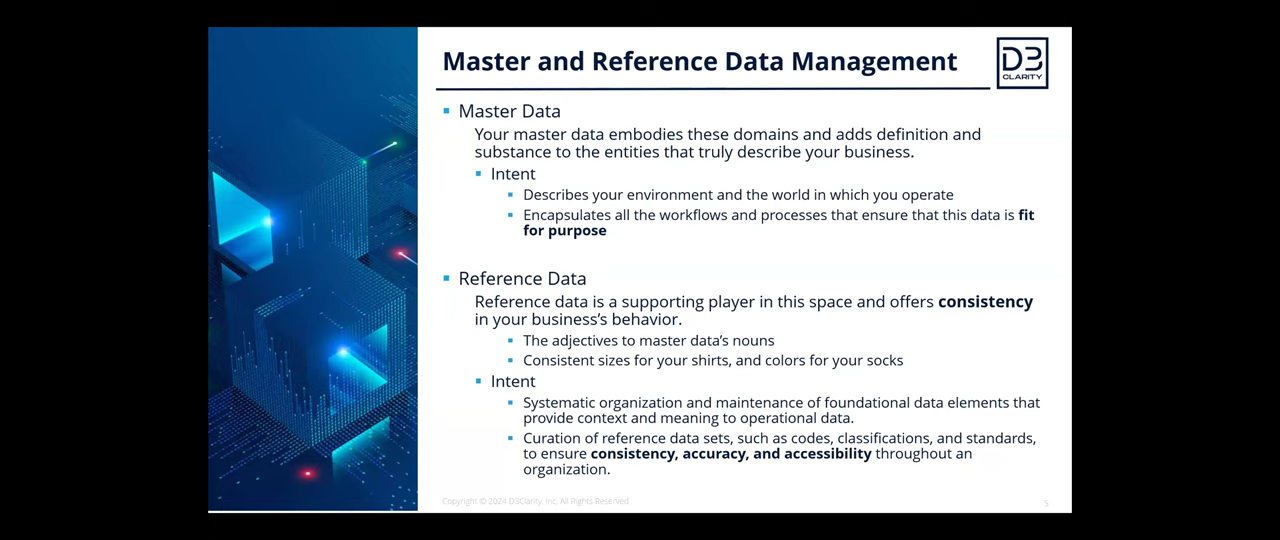 Master and Reference Data Management
D3
CLARITY
Master Data
Your master data embodies these domains and adds definition and
substance to the entities that truly describe your business.
Intent
Describes your environment and the world in which you operate
Encapsulates all the workflows and processes that ensure that this data is fit
for purpose
Reference Data
Reference data is a supporting player in this space and offers consistency
in your business’s behavior.
The adjectives to master data’s nouns
Consistent sizes for your shirts, and colors for your socks
Intent
Systematic organization and maintenance of foundational data elements that
provide context and meaning to operational data.
Curation of reference data sets, such as codes, classifications, and standards,
to ensure consistency, accuracy, and accessibility throughout an
organization.
Copyright © 2024 D3Clarity, Inc. All Rights Reserved
5